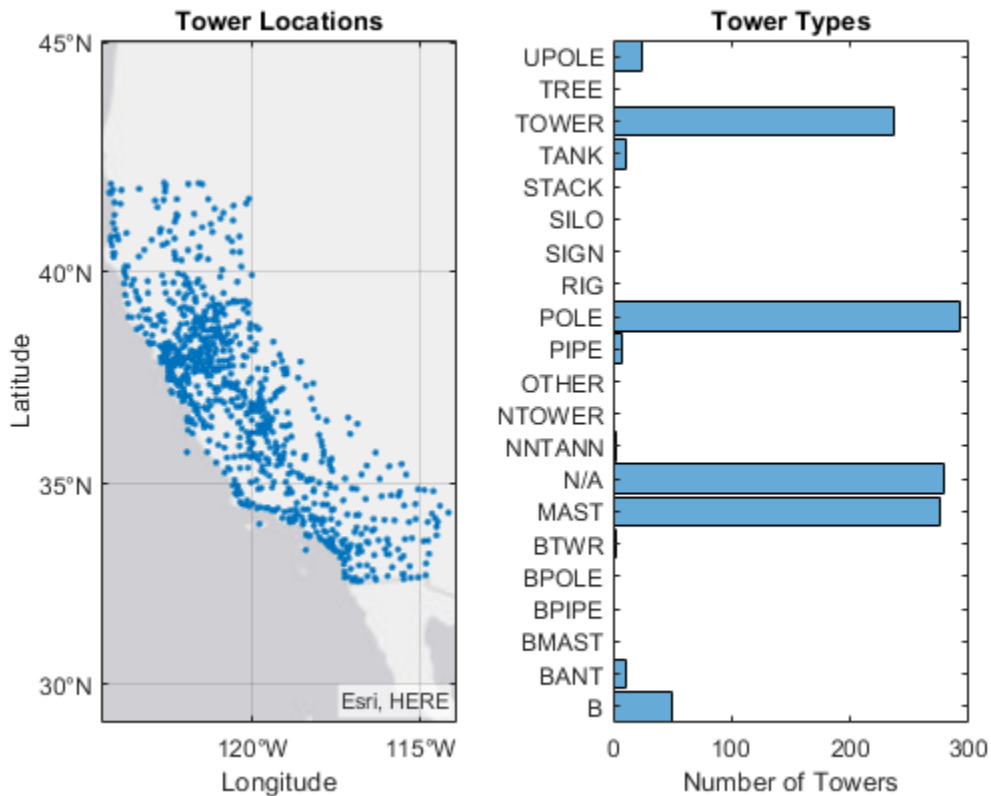 Tower Locations
45°N
40°N
35°N
30°N
Latitude
Esri, HERE
120°W
115°W
Longitude
Tower Types
UPOLE
TREE
TOWER
TANK
STACK
SILO
SIGN
RIG
POLE
PIPE
OTHER
NTOWER
NNTANN
N/A
MAST
BTWR
BPOLE
BPIPE
BMAST
BANT
B
0
100
200
300
Number of Towers